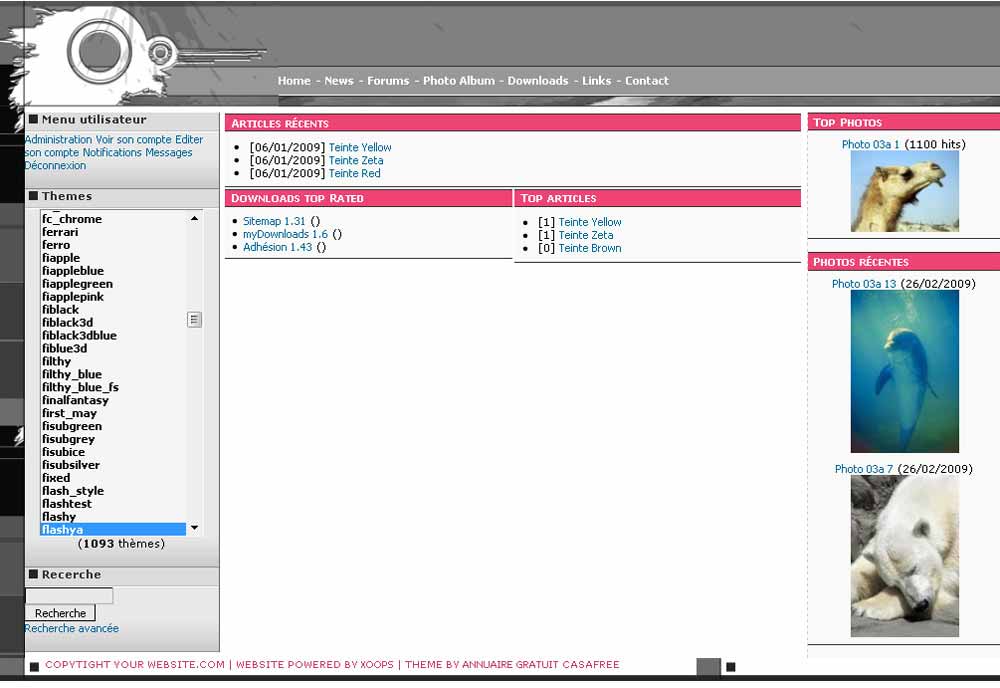 Home - News - Forums - Photo Album - Downloads - Links - Contact
Menu utilisateur
Administration Voir son compte Editer
son compte Notifications Messages
Déconnexion
Themes
fc_chrome
ferrari
ferro
fiapple
fiappleblue
fiapplegreen
fiapplepink
fiblack
fiblack3d
fiblack3dblue
fiblue3d
filthy
filthy_blue
filthy_blue_fs
finalfantasy
first_may
fisubgreen
fisubgrey
fisubice
fisubsilver
fixed
flash_style
flashtest
flashy
flashya
(1093 thèmes)
Recerche
Recherche
Recherche avancée
ARTICLES RÉCENTS
[06/01/2009] Teinte Yellow
[06/01/2009] Teinte Zeta
[06/01/2009] Teinte Red
DOWNLOADS TOP RATED
Sitemap 1.31 ()
myDownloads 1.6 ()
Adhésion 1.43 ()
TOP ARTICLES
[1] Teinte Yellow
[1] Teinte Zeta
[0] Teinte Brown
TOP PHOTOS
Photo 03a 1 (1100 hits)
PHOTOS RÉCENTES
Photo 03a 13 (26/02/2009)
Photo 03a 7 (26/02/2009)
COPYTIGHT YOUR WEBSITE.COM | WEBSITE POWERED BY XOOPS | THEME BY ANNUAIRE GRATUIT CASAFREE